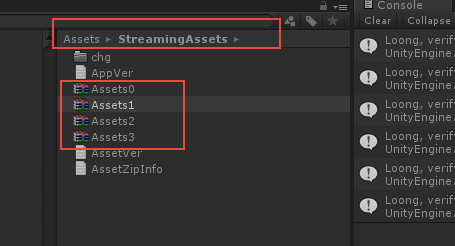 Console
Clear Collapse
Assets StreamingAssets
chg
AppVer
Assets0
Assets1
Assets2
Assets3
AssetVer
AssetZipInfo
Loong, verif
UnityEngine.
Loong, verif
UnityEngine.
Loong, verif
UnityEngine.
Loong, verif
UnityEngine.
Loong, verif
UnityEngine.
Loong, verif
UnityEngine.